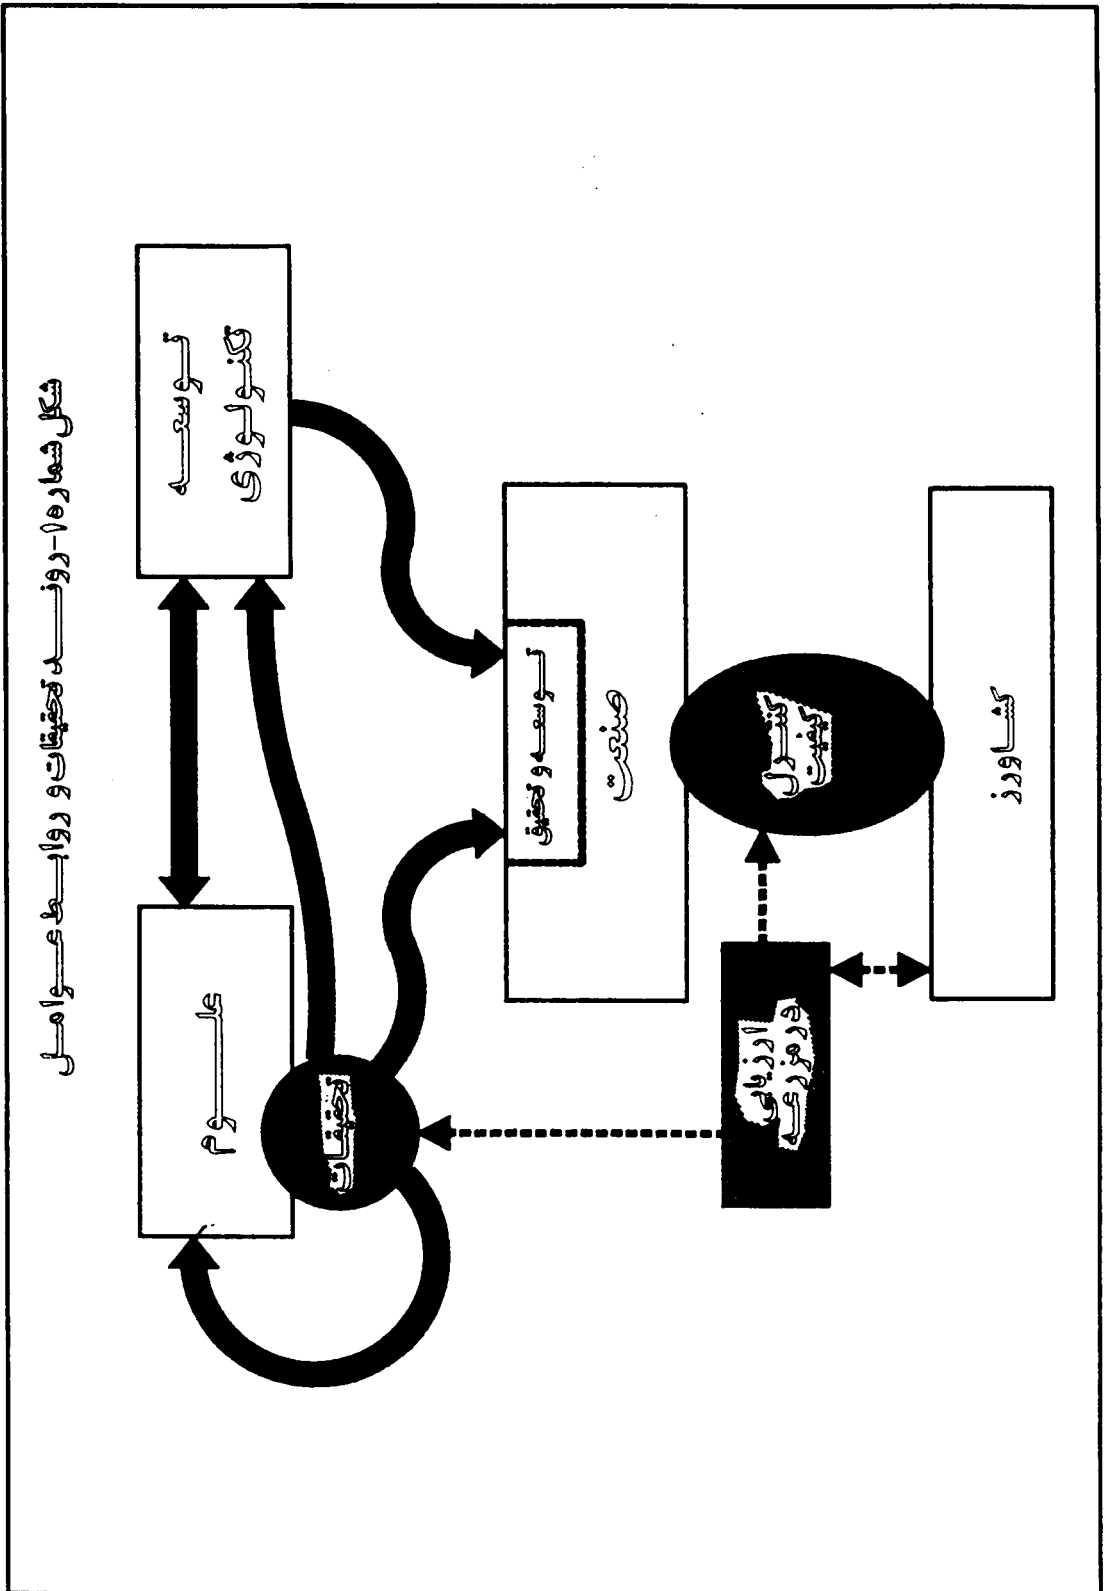 شکل شماره ۱- روند تحقیقات و روابط عوامل
توسعه
تکنولوژی
علوم
تحقیقات
توسعه و تحقیق
صنعت
کنترل
کیفیت
ارزیابی
در مزرعه
کشاورز